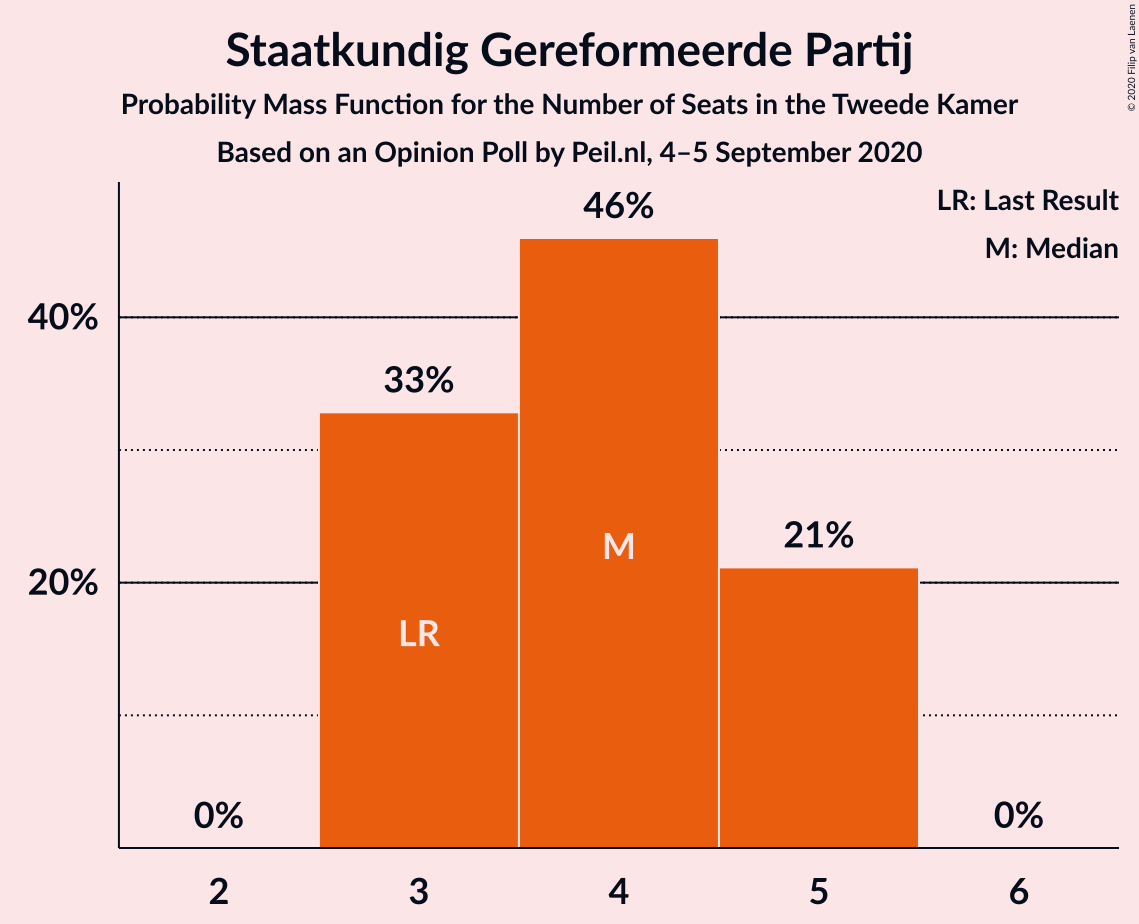 Staatkundig Gereformeerde Partij
Probability Mass Function for the Number of Seats in the Tweede Kamer
Based on an Opinion Poll by Peil.nl, 4–5 September 2020
© 2020 Filip van Laenen
LR: Last Result
M: Median
46%
40%
33%
M
21%
20%
LR
0%
0%
2
3
4
5
6